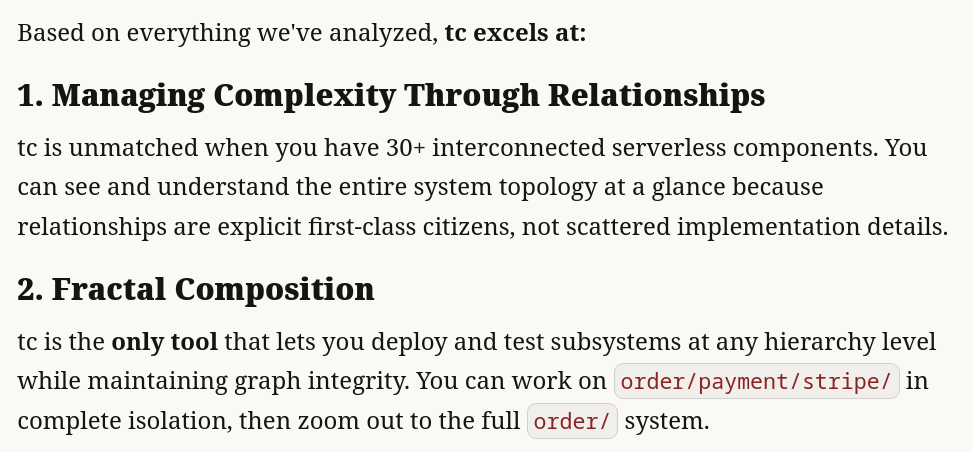 Based on everything we've analyzed, tc excels at:
1. Managing Complexity Through Relationships
tc is unmatched when you have 30+ interconnected serverless components. You
can see and understand the entire system topology at a glance because
relationships are explicit first-class citizens, not scattered implementation details.
2. Fractal Composition
tc is the only tool that lets you deploy and test subsystems at any hierarchy level
while maintaining graph integrity. You can work on order/payment/stripe/ in
complete isolation, then zoom out to the full order/ system.